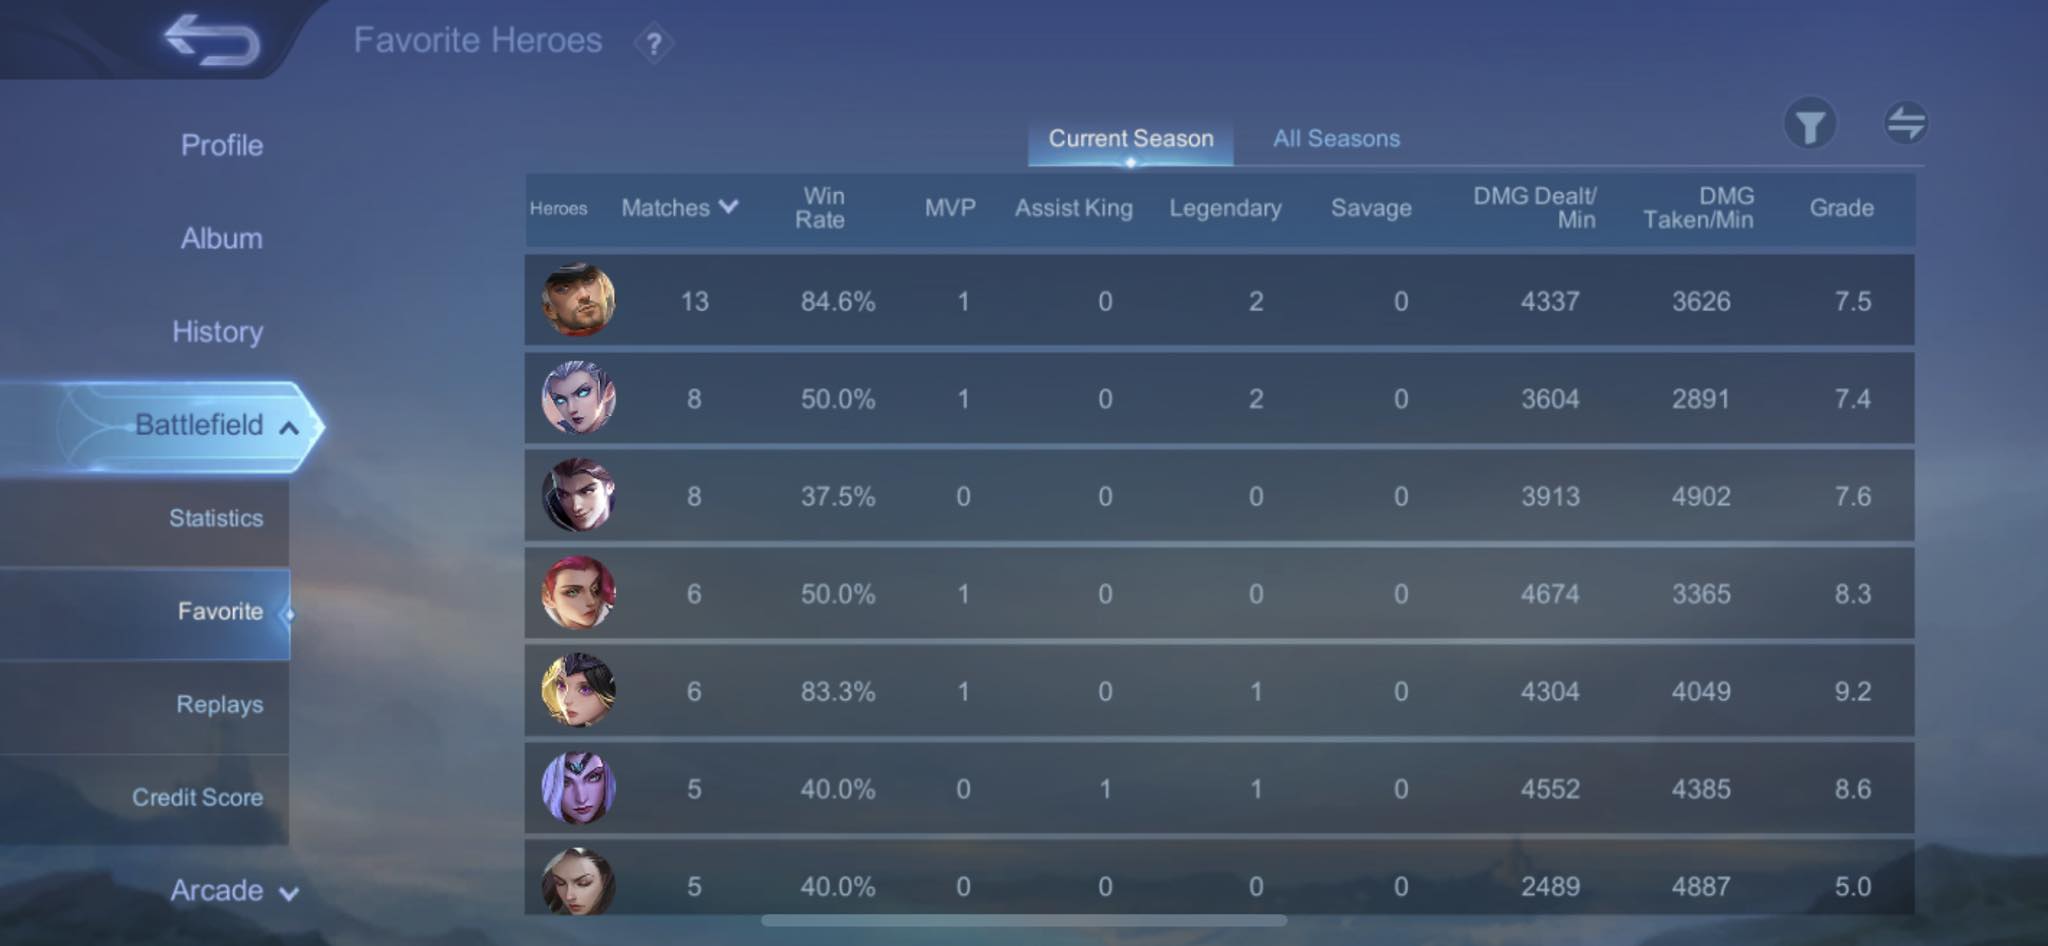 Favorite Heroes ?
Profile
Album
History
Battlefield
Statistics
Favorite
Replays
Credit Score
Arcade
Current Season All Seasons
Heroes Matches Win Rate MVP Assist King Legendary Savage DMG Dealt/Min DMG Taken/Min Grade
13 84.6% 1 0 2 0 4337 3626 7.5
8 50.0% 1 0 2 0 3604 2891 7.4
8 37.5% 0 0 0 0 3913 4902 7.6
6 50.0% 1 0 0 0 4674 3365 8.3
6 83.3% 1 0 1 0 4304 4049 9.2
5 40.0% 0 1 1 0 4552 4385 8.6
5 40.0% 0 0 0 0 2489 4887 5.0